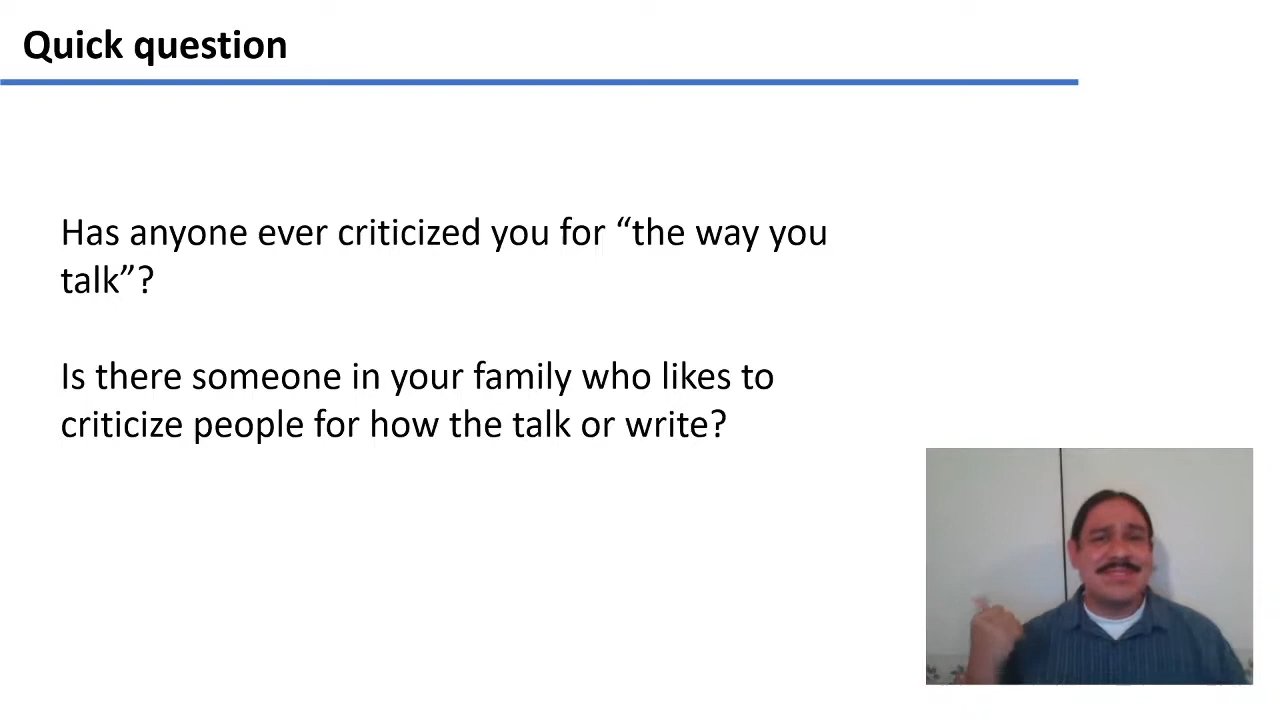 Quick question
Has anyone ever criticized you for “the way you
talk”?
Is there someone in your family who likes to
criticize people for how the talk or write?